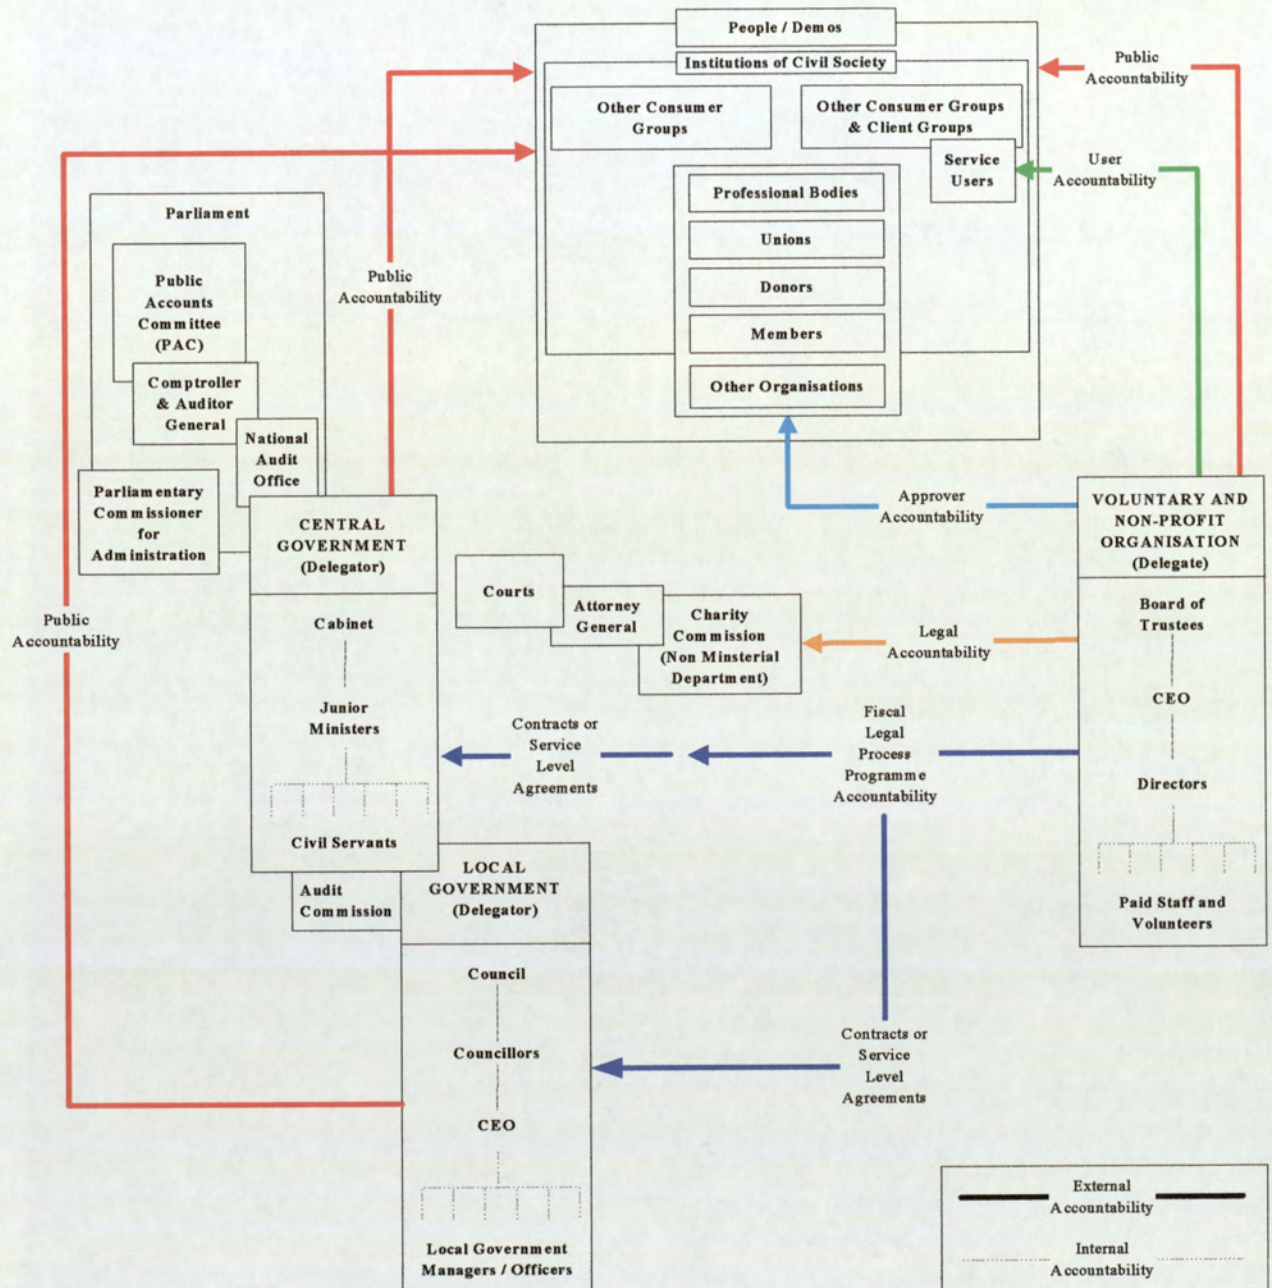 People / Demos
Institutions of Civil Society
Other Consumer
Groups
Other Consumer Groups
& Client Groups
Service
Users
Professional Bodies
Unions
Donors
Members
Other Organisations
Public
Accountability
User
Accountability
Parliament
Public
Accounts
Committee
(PAC)
Comptroller
& Auditor
General
National
Audit
Office
Parliamentary
Commissioner
for
Administration
Public
Accountability
Public
Accountability
CENTRAL
GOVERNMENT
(Delegator)
Cabinet
Junior
Ministers
Civil Servants
Audit
Commission
LOCAL
GOVERNMENT
(Delegator)
Council
Councillors
CEO
Local Government
Managers / Officers
Approver
Accountability
Courts
Attorney
General
Charity
Commission
(Non Minsterial
Department)
Legal
Accountability
Contracts or
Service
Level
Agreements
Fiscal
Legal
Process
Programme
Accountability
Contracts or
Service
Level
Agreements
VOLUNTARY AND
NON-PROFIT
ORGANISATION
(Delegate)
Board of
Trustees
CEO
Directors
Paid Staff and
Volunteers
External
Accountability
Internal
Accountability